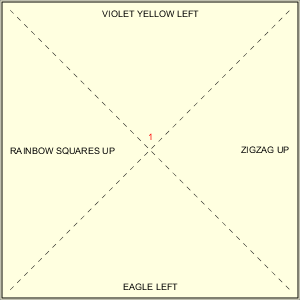 VIOLET YELLOW LEFT
1
RAINBOW SQUARES UP
ZIGZAG UP
EAGLE LEFT